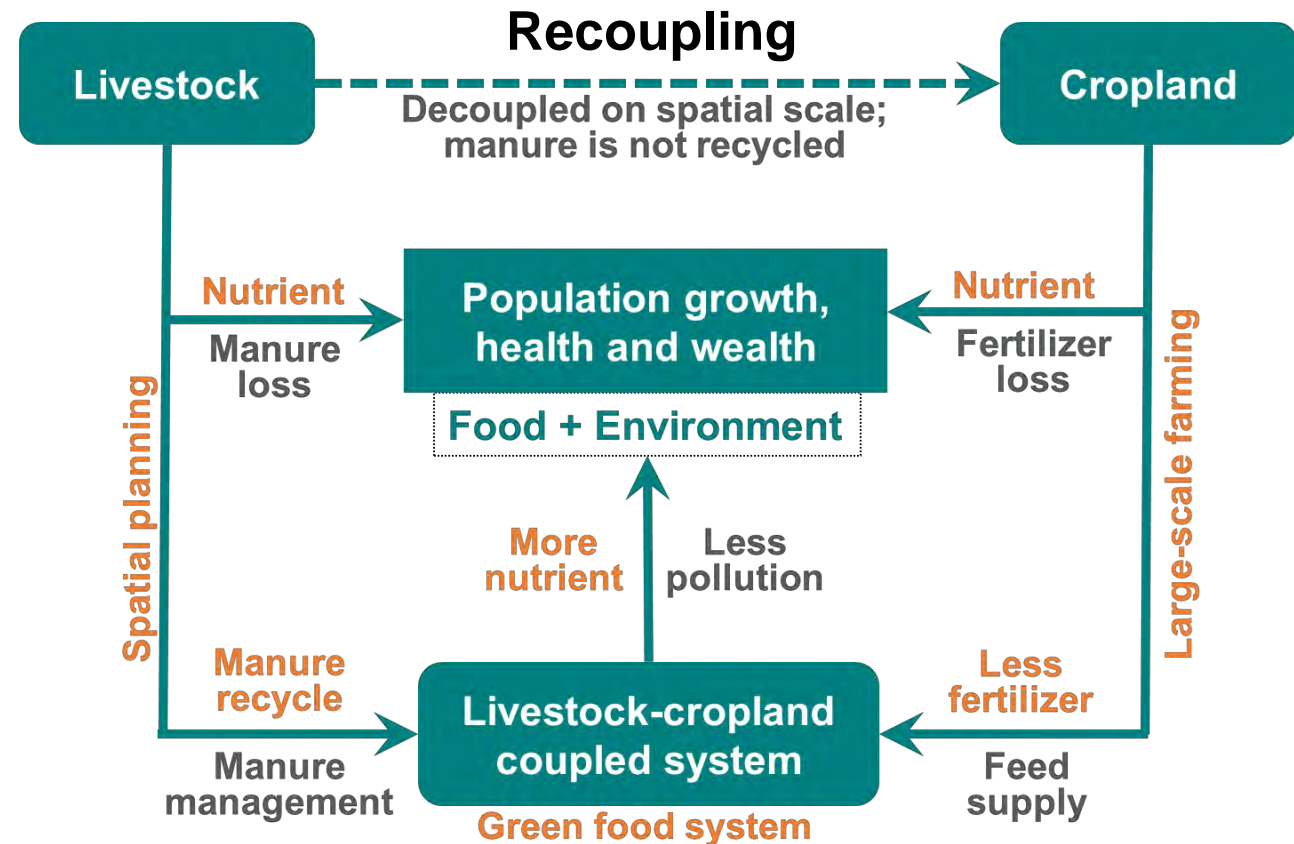 Recoupling
Livestock
Cropland
Decoupled on spatial scale;
manure is not recycled
Nutrient
Manure
loss
Population growth,
health and wealth
Nutrient
Fertilizer
loss
Food + Environment
Spatial planning
Large-scale farming
More
nutrient
Less
pollution
Manure
recycle
Manure
management
Livestock-cropland
coupled system
Less
fertilizer
Feed
supply
Green food system